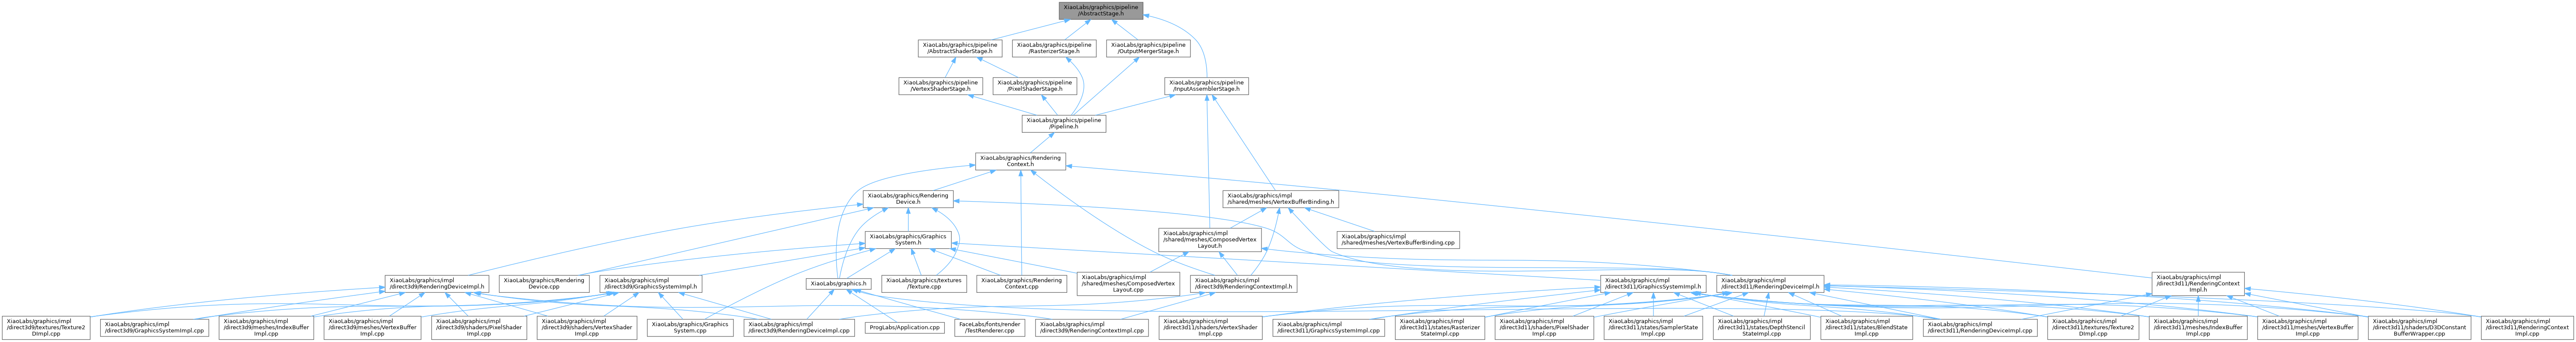 XiaoLabs/graphics/pipeline
/AbstractStage.h
XiaoLabs/graphics/pipeline
/AbstractShaderStage.h
XiaoLabs/graphics/pipeline
/RasterizerStage.h
XiaoLabs/graphics/pipeline
/OutputMergerStage.h
XiaoLabs/graphics/pipeline
/VertexShaderStage.h
XiaoLabs/graphics/pipeline
/PixelShaderStage.h
XiaoLabs/graphics/pipeline
/InputAssemblerStage.h
XiaoLabs/graphics/pipeline
/Pipeline.h
XiaoLabs/graphics/Rendering
Context.h
XiaoLabs/graphics/Rendering
Device.h
XiaoLabs/graphics/impl
/shared/meshes/VertexBufferBinding.h
XiaoLabs/graphics/Graphics
System.h
XiaoLabs/graphics/impl
/shared/meshes/ComposedVertex
Layout.h
XiaoLabs/graphics/impl
/shared/meshes/VertexBufferBinding.cpp
XiaoLabs/graphics/impl
/direct3d9/RenderingDeviceImpl.h
XiaoLabs/graphics/Rendering
Device.cpp
XiaoLabs/graphics/impl
/direct3d9/GraphicsSystemImpl.h
XiaoLabs/graphics.h
XiaoLabs/graphics/textures
/Texture.cpp
XiaoLabs/graphics/Rendering
Context.cpp
XiaoLabs/graphics/impl
/shared/meshes/ComposedVertex
Layout.cpp
XiaoLabs/graphics/impl
/direct3d9/RenderingContextImpl.h
XiaoLabs/graphics/impl
/direct3d11/GraphicsSystemImpl.h
XiaoLabs/graphics/impl
/direct3d11/RenderingDeviceImpl.h
XiaoLabs/graphics/impl
/direct3d11/RenderingContext
Impl.h
XiaoLabs/graphics/impl
/direct3d9/textures/Texture2
DImpl.cpp
XiaoLabs/graphics/impl
/direct3d9/GraphicsSystemImpl.cpp
XiaoLabs/graphics/impl
/direct3d9/meshes/IndexBuffer
Impl.cpp
XiaoLabs/graphics/impl
/direct3d9/meshes/VertexBuffer
Impl.cpp
XiaoLabs/graphics/impl
/direct3d9/shaders/PixelShader
Impl.cpp
XiaoLabs/graphics/impl
/direct3d9/shaders/VertexShader
Impl.cpp
XiaoLabs/graphics/Graphics
System.cpp
XiaoLabs/graphics/impl
/direct3d9/RenderingDeviceImpl.cpp
ProgLabs/Application.cpp
FaceLabs/fonts/render
/TestRenderer.cpp
XiaoLabs/graphics/impl
/direct3d9/RenderingContextImpl.cpp
XiaoLabs/graphics/impl
/direct3d11/shaders/VertexShader
Impl.cpp
XiaoLabs/graphics/impl
/direct3d11/GraphicsSystemImpl.cpp
XiaoLabs/graphics/impl
/direct3d11/states/Rasterizer
StateImpl.cpp
XiaoLabs/graphics/impl
/direct3d11/shaders/PixelShader
Impl.cpp
XiaoLabs/graphics/impl
/direct3d11/states/SamplerState
Impl.cpp
XiaoLabs/graphics/impl
/direct3d11/states/DepthStencil
StateImpl.cpp
XiaoLabs/graphics/impl
/direct3d11/states/BlendState
Impl.cpp
XiaoLabs/graphics/impl
/direct3d11/RenderingDeviceImpl.cpp
XiaoLabs/graphics/impl
/direct3d11/textures/Texture2
DImpl.cpp
XiaoLabs/graphics/impl
/direct3d11/meshes/IndexBuffer
Impl.cpp
XiaoLabs/graphics/impl
/direct3d11/meshes/VertexBuffer
Impl.cpp
XiaoLabs/graphics/impl
/direct3d11/shaders/D3DConstant
BufferWrapper.cpp
XiaoLabs/graphics/impl
/direct3d11/RenderingContext
Impl.cpp